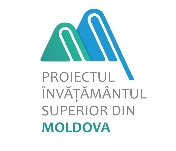 PROIECTUL
ÎNVĂȚĂMÂNTUL
SUPERIOR DIN
MOLDOVA